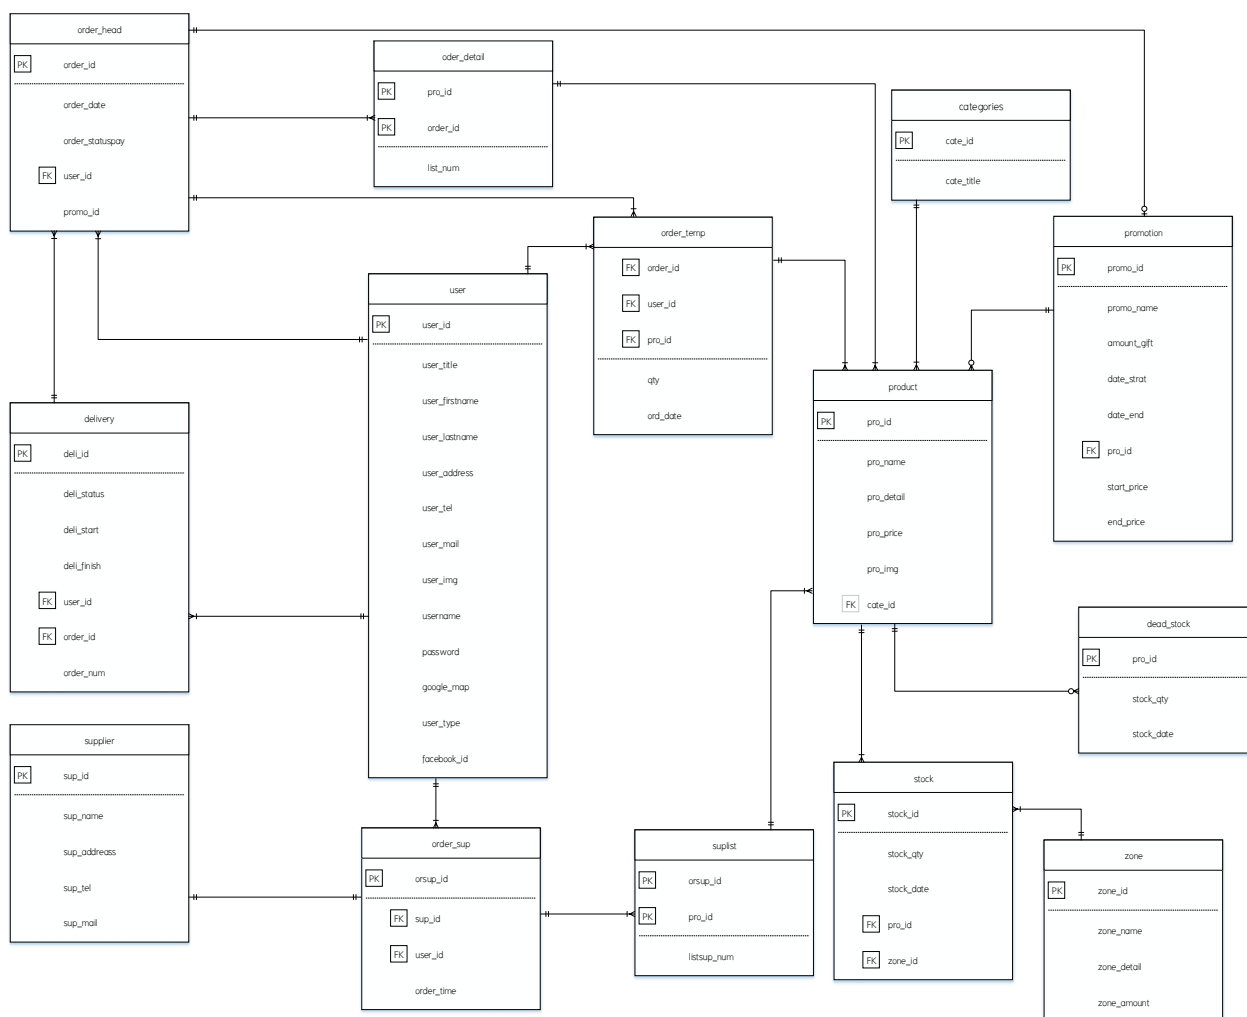 order_head
PK order_id
order_date
order_statuspay
FK user_id
promo_id
oder_detail
PK pro_id
PK order_id
list_num
categories
PK cate_id
cate_title
order_temp
FK order_id
FK user_id
FK pro_id
qty
ord_date
promotion
PK promo_id
promo_name
amount_gift
date_strat
date_end
FK pro_id
start_price
end_price
user
PK user_id
user_title
user_firstname
user_lastname
user_address
user_tel
user_mail
user_img
username
password
google_map
user_type
facebook_id
product
PK pro_id
pro_name
pro_detail
pro_price
pro_img
FK cate_id
delivery
PK deli_id
deli_status
deli_start
deli_finish
FK user_id
FK order_id
order_num
dead_stock
PK pro_id
stock_qty
stock_date
supplier
PK sup_id
sup_name
sup_addreass
sup_tel
sup_mail
order_sup
PK orsup_id
FK sup_id
FK user_id
order_time
suplist
PK orsup_id
PK pro_id
listsup_num
stock
PK stock_id
stock_qty
stock_date
FK pro_id
FK zone_id
zone
PK zone_id
zone_name
zone_detail
zone_amount